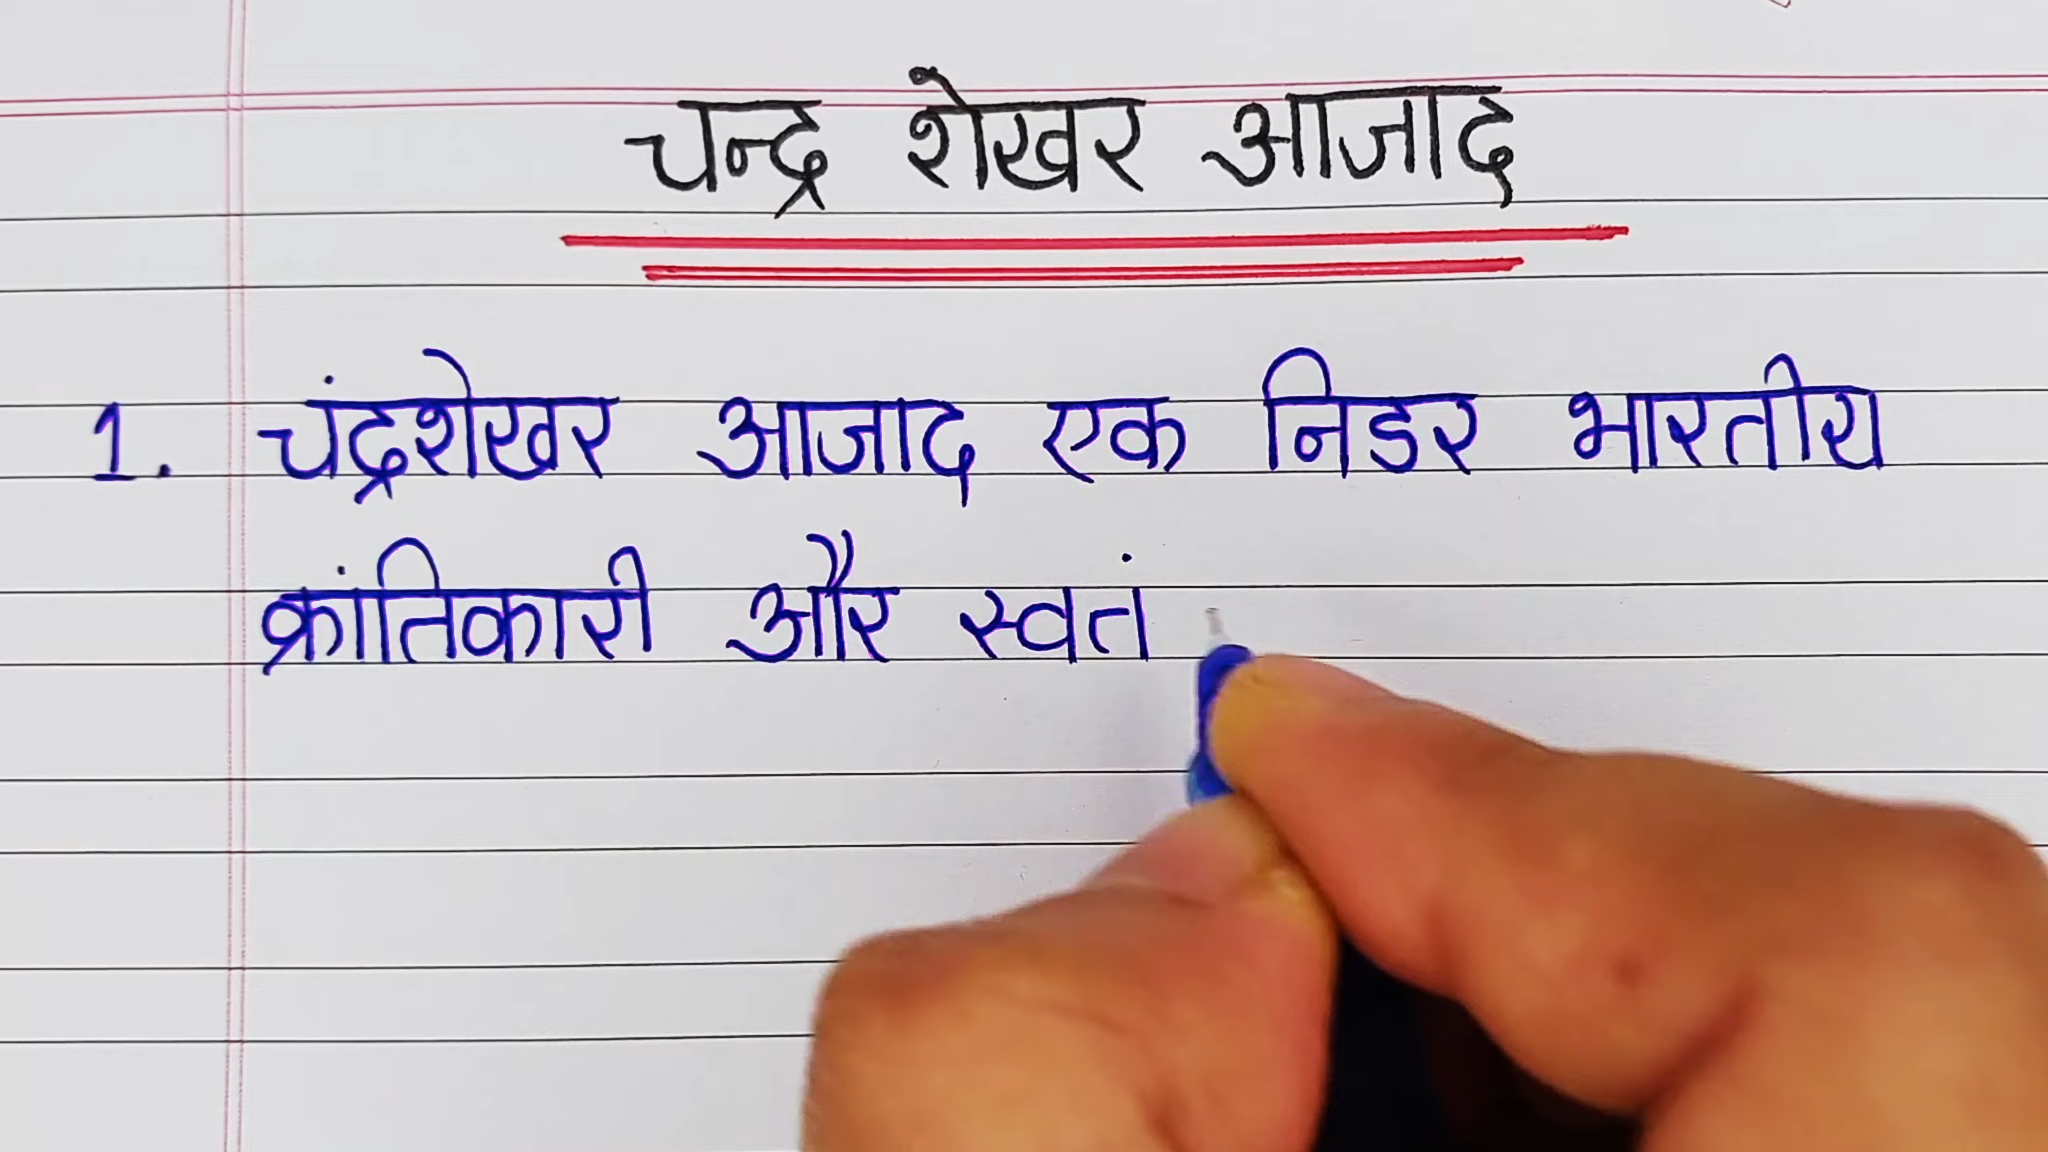 चन्द्र शेखर आजाद
1. चंद्रशेखर आजाद एक निडर भारतीय
क्रांतिकारी और स्वतं